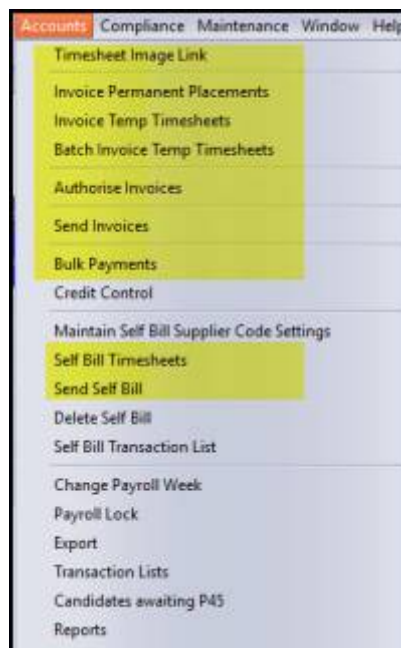 Accounts Compliance Maintenance Window Help
Timesheet Image Link
Invoice Permanent Placements
Invoice Temp Timesheets
Batch Invoice Temp Timesheets
Authorise Invoices
Send Invoices
Bulk Payments
Credit Control
Maintain Self Bill Supplier Code Settings
Self Bill Timesheets
Send Self Bill
Delete Self Bill
Self Bill Transaction List
Change Payroll Week
Payroll Lock
Export
Transaction Lists
Candidates awaiting P45
Reports